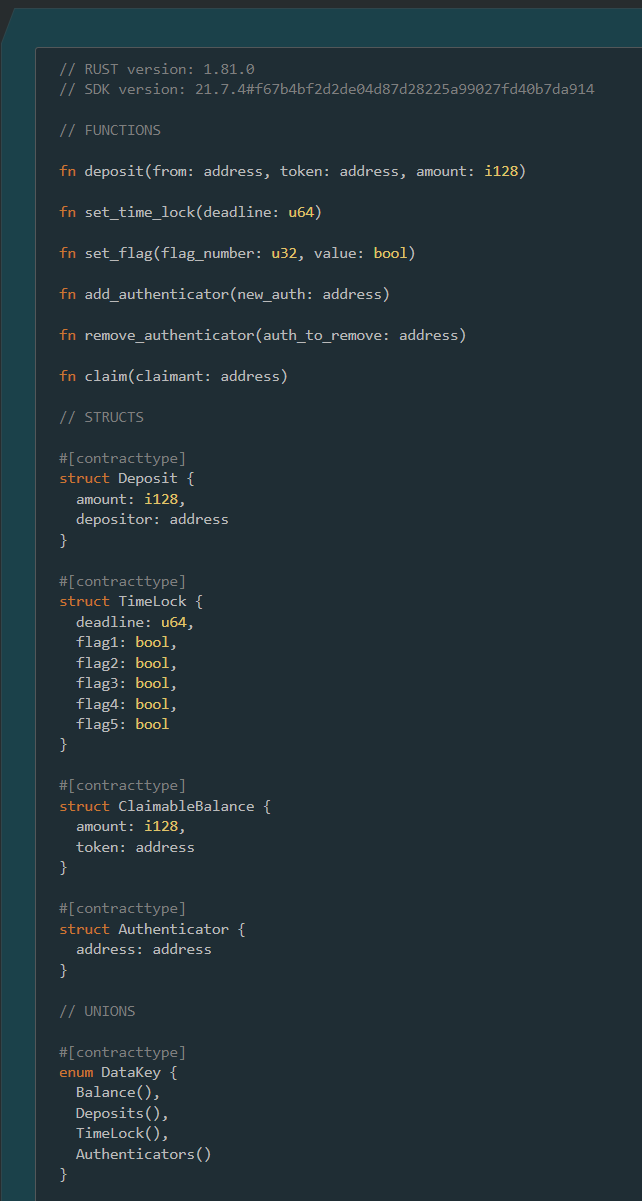 // RUST version: 1.81.0
// SDK version: 21.7.4#f67b4bf2d2de04d87d28225a99027fd40b7da914
// FUNCTIONS
fn deposit(from: address, token: address, amount: i128)
fn set_time_lock(deadline: u64)
fn set_flag(flag_number: u32, value: bool)
fn add_authenticator(new_auth: address)
fn remove_authenticator(auth_to_remove: address)
fn claim(claimant: address)
// STRUCTS
#[contracttype]
struct Deposit {
  amount: i128,
  depositor: address
}
#[contracttype]
struct TimeLock {
  deadline: u64,
  flag1: bool,
  flag2: bool,
  flag3: bool,
  flag4: bool,
  flag5: bool
}
#[contracttype]
struct ClaimableBalance {
  amount: i128,
  token: address
}
#[contracttype]
struct Authenticator {
  address: address
}
// UNIONS
#[contracttype]
enum DataKey {
  Balance(),
  Deposits(),
  TimeLock(),
  Authenticators()
}